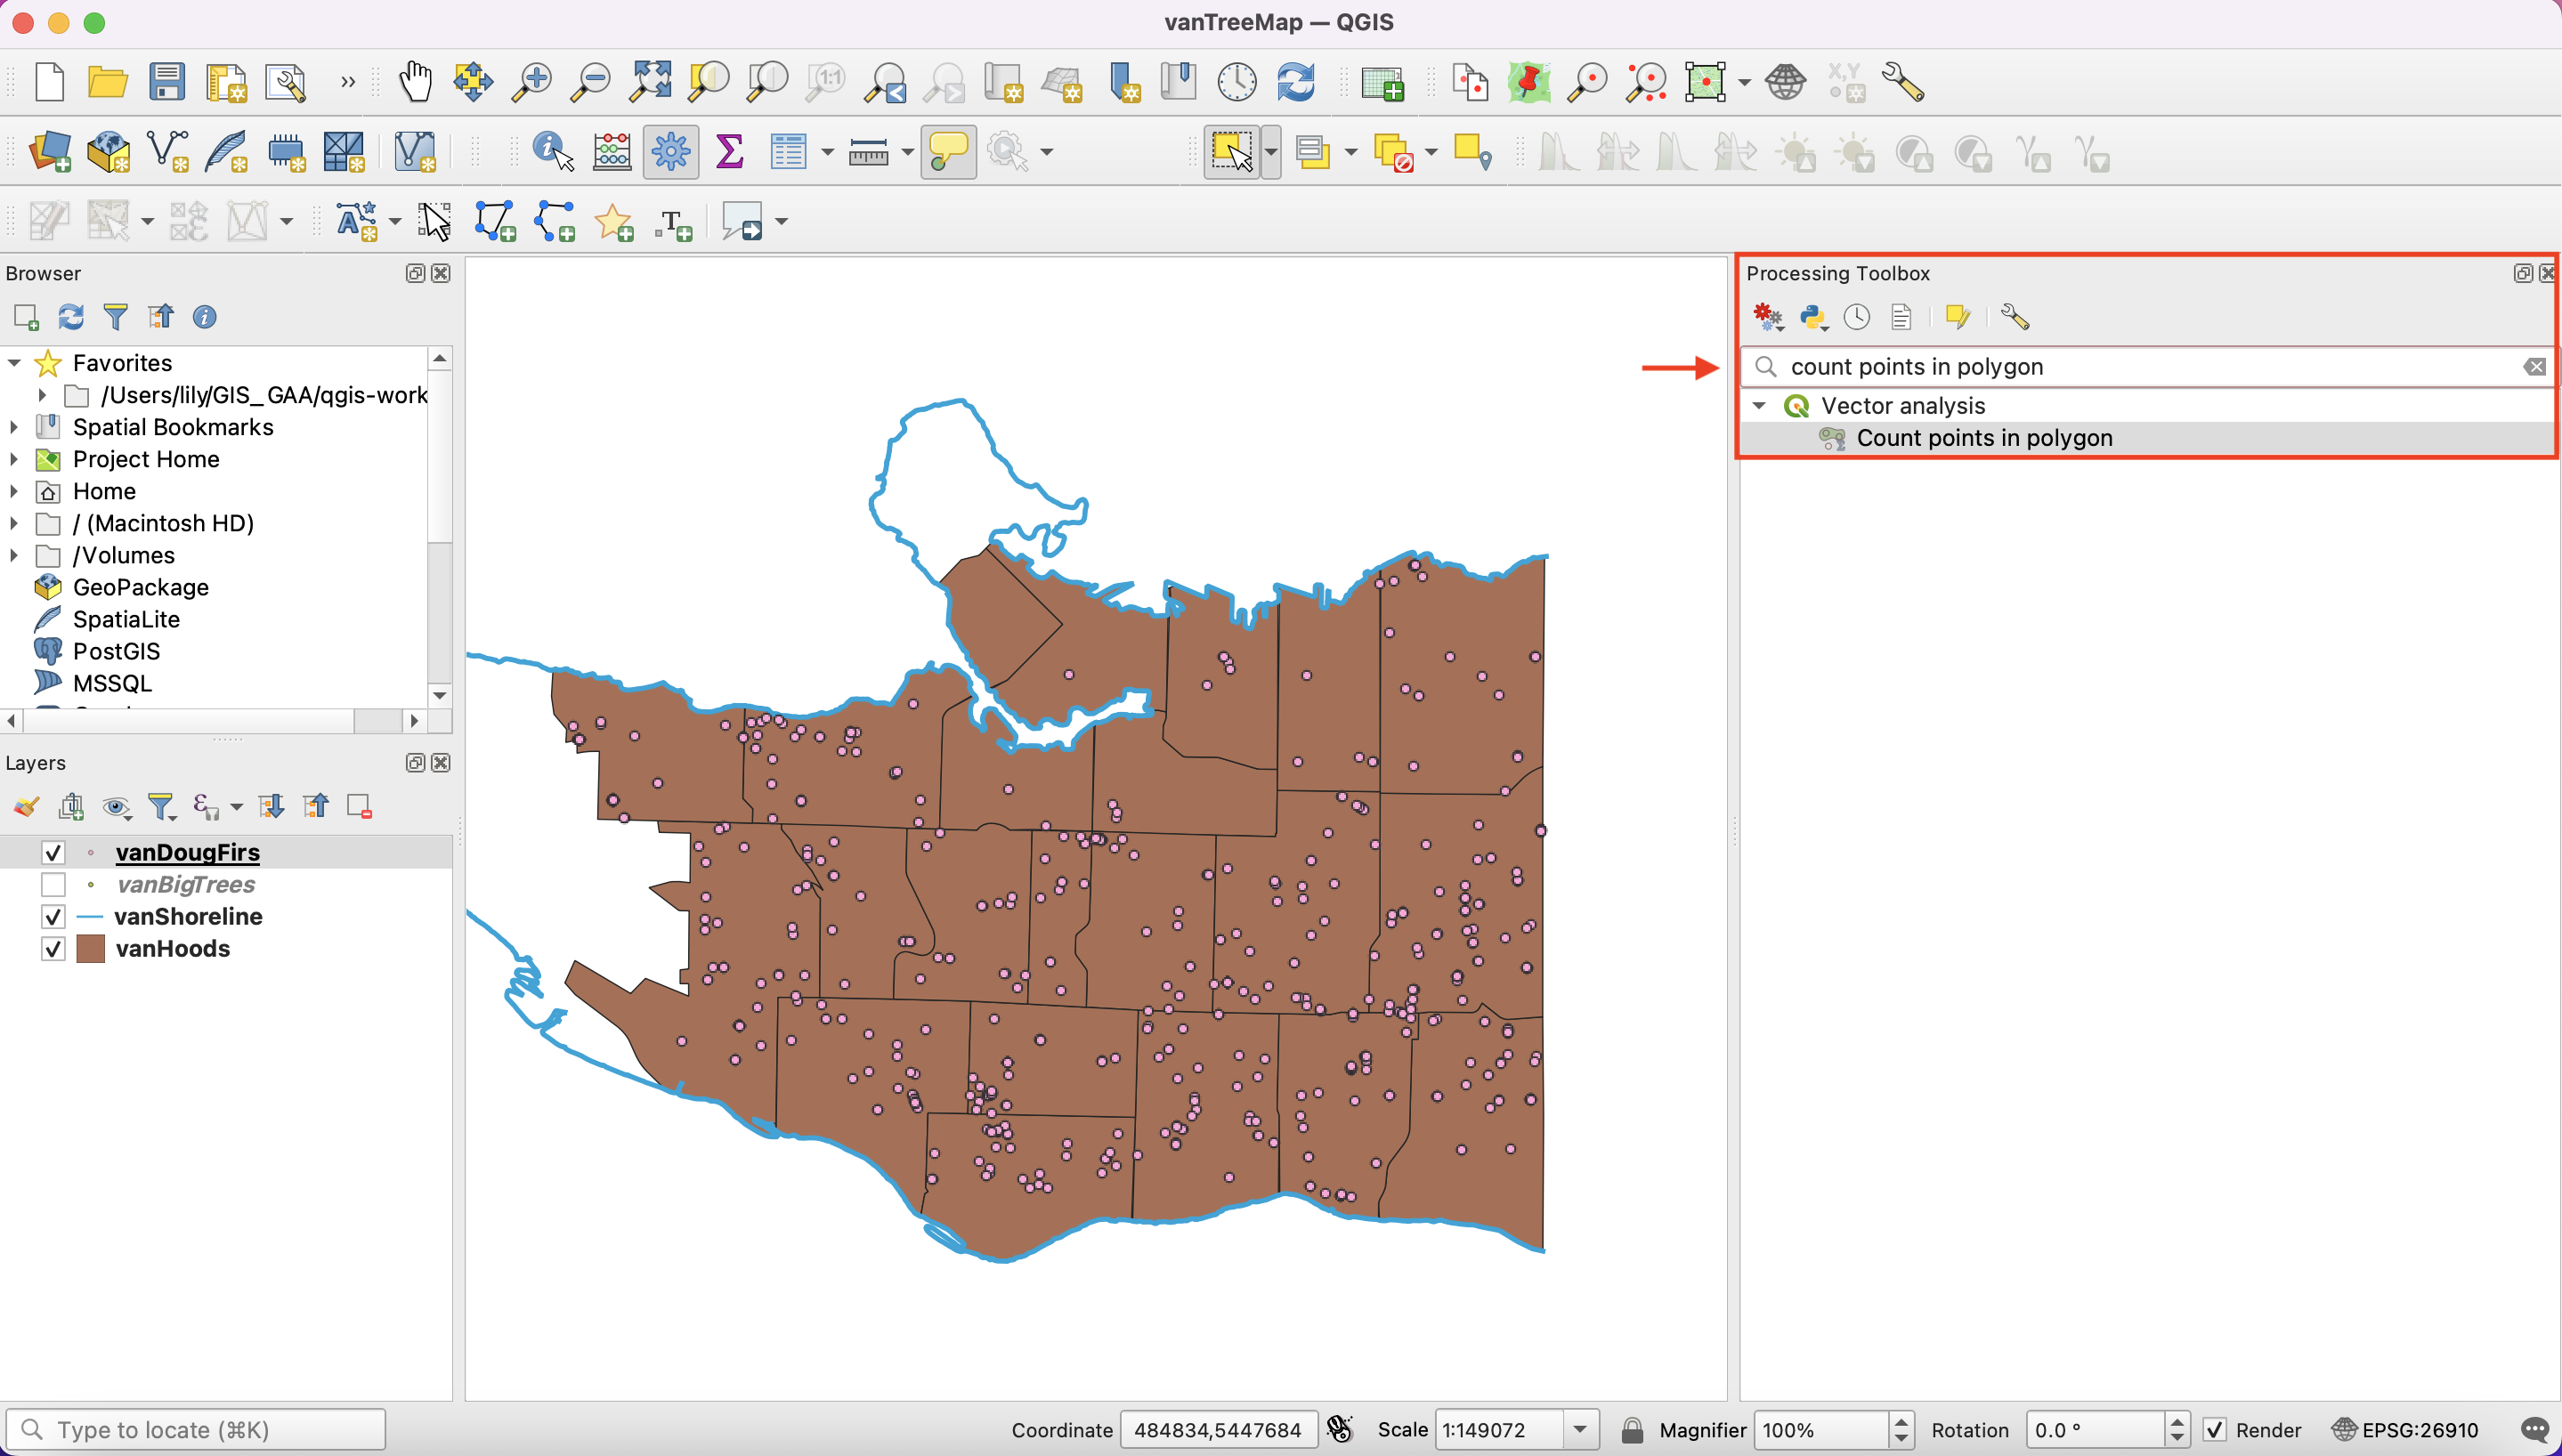 vanTreeMap — QGIS
1:1
X,Y
T
Browser
Processing Toolbox
Favorites
/Users/lily/GIS_GAA/qgis-work
Spatial Bookmarks
Project Home
Home
/ (Macintosh HD)
/Volumes
GeoPackage
SpatiaLite
PostGIS
MSSQL
count points in polygon
Vector analysis
Count points in polygon
Layers
vanDougFirs
vanBigTrees
vanShoreline
vanHoods
Type to locate (⌘K)
Coordinate 484834,5447684 Scale 1:149072 Magnifier 100% Rotation 0.0 ° Render EPSG:26910